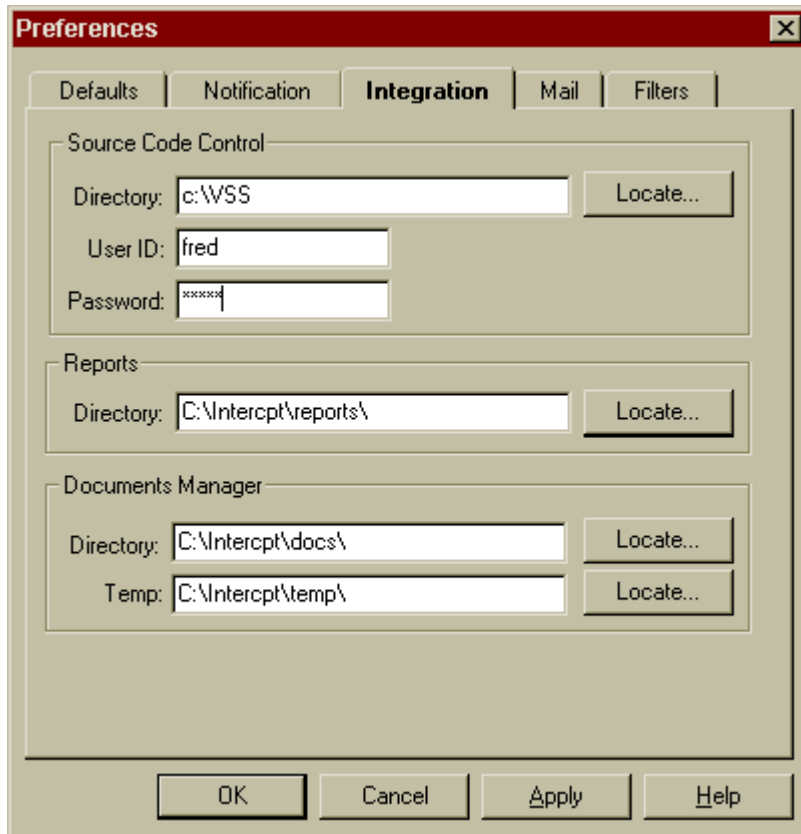 Preferences
Defaults Notification Integration Mail Filters
Source Code Control
Directory: c:\VSS Locate...
User ID: fred
Password: *****
Reports
Directory: C:\Intercpt\reports\ Locate...
Documents Manager
Directory: C:\Intercpt\docs\ Locate...
Temp: C:\Intercpt\temp\ Locate...
OK Cancel Apply Help